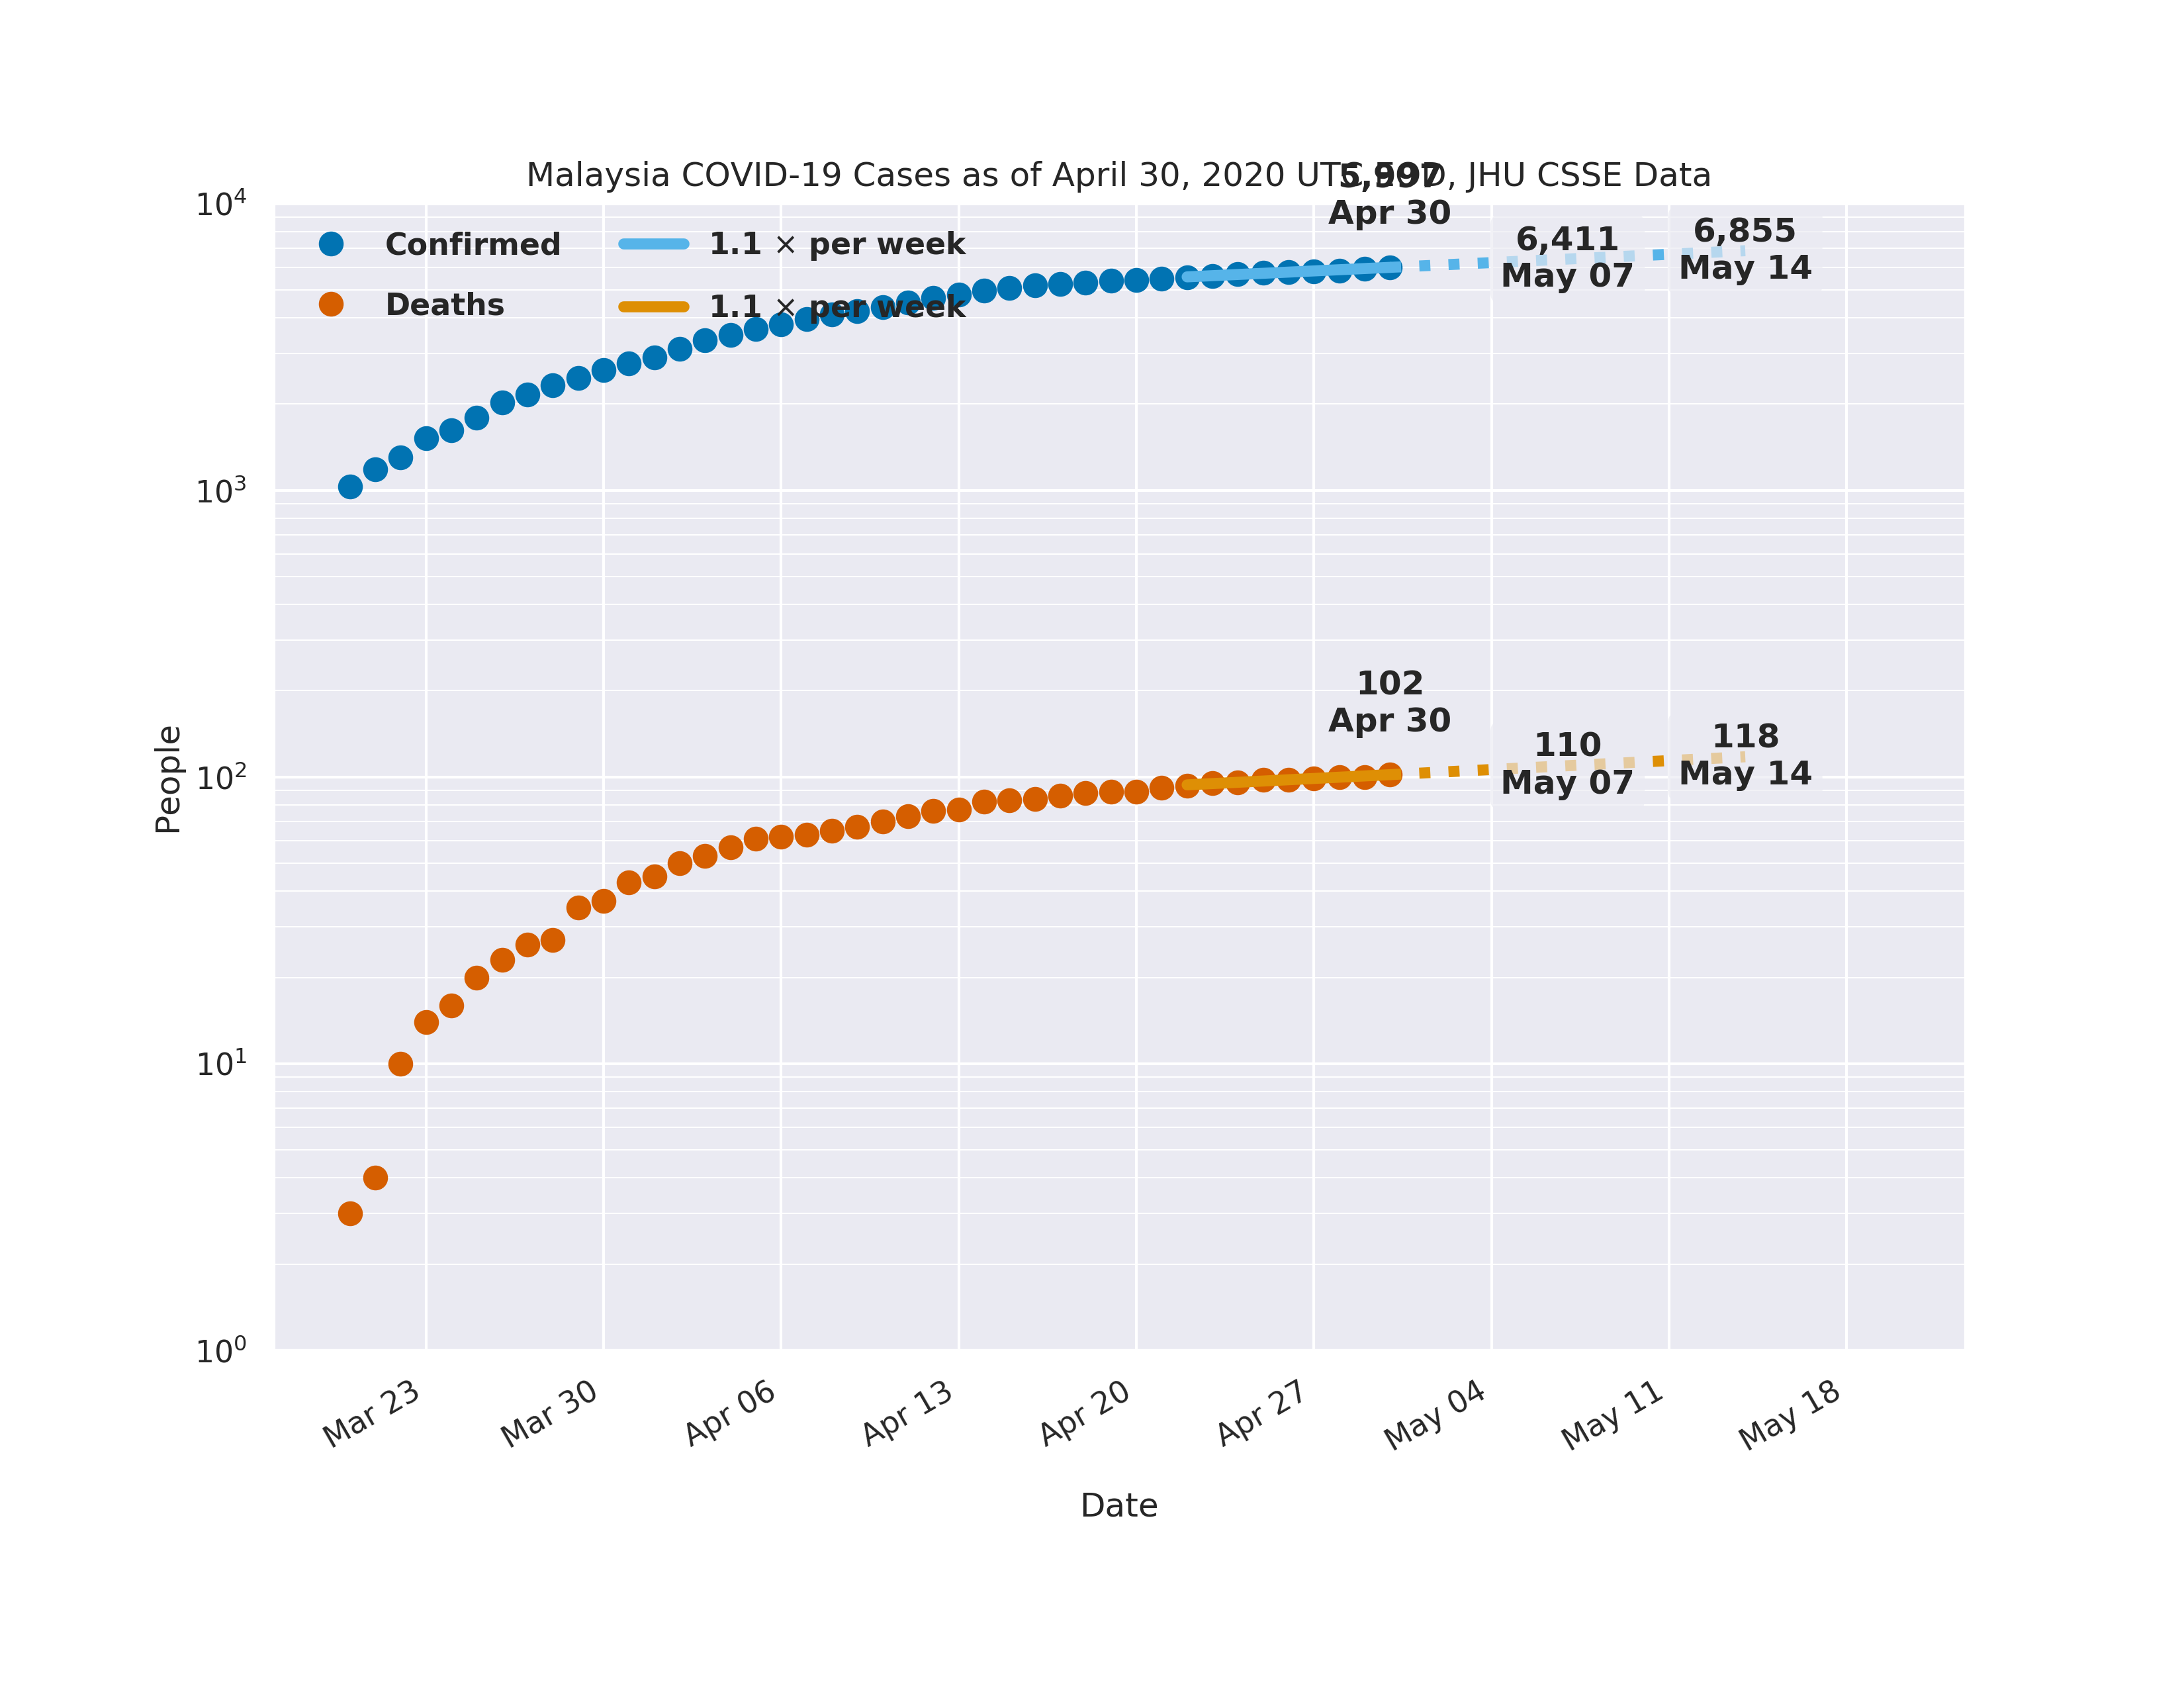 Malaysia COVID-19 Cases as of April 30, 2020 UTC EOD, JHU CSSE Data
5,997
Apr 30
6,411
May 07
6,855
May 14
Confirmed
Deaths
1.1 × per week
1.1 × per week
102
Apr 30
110
May 07
118
May 14
People
10⁴
10³
10²
10¹
10⁰
Mar 23
Mar 30
Apr 06
Apr 13
Apr 20
Apr 27
May 04
May 11
May 18
Date